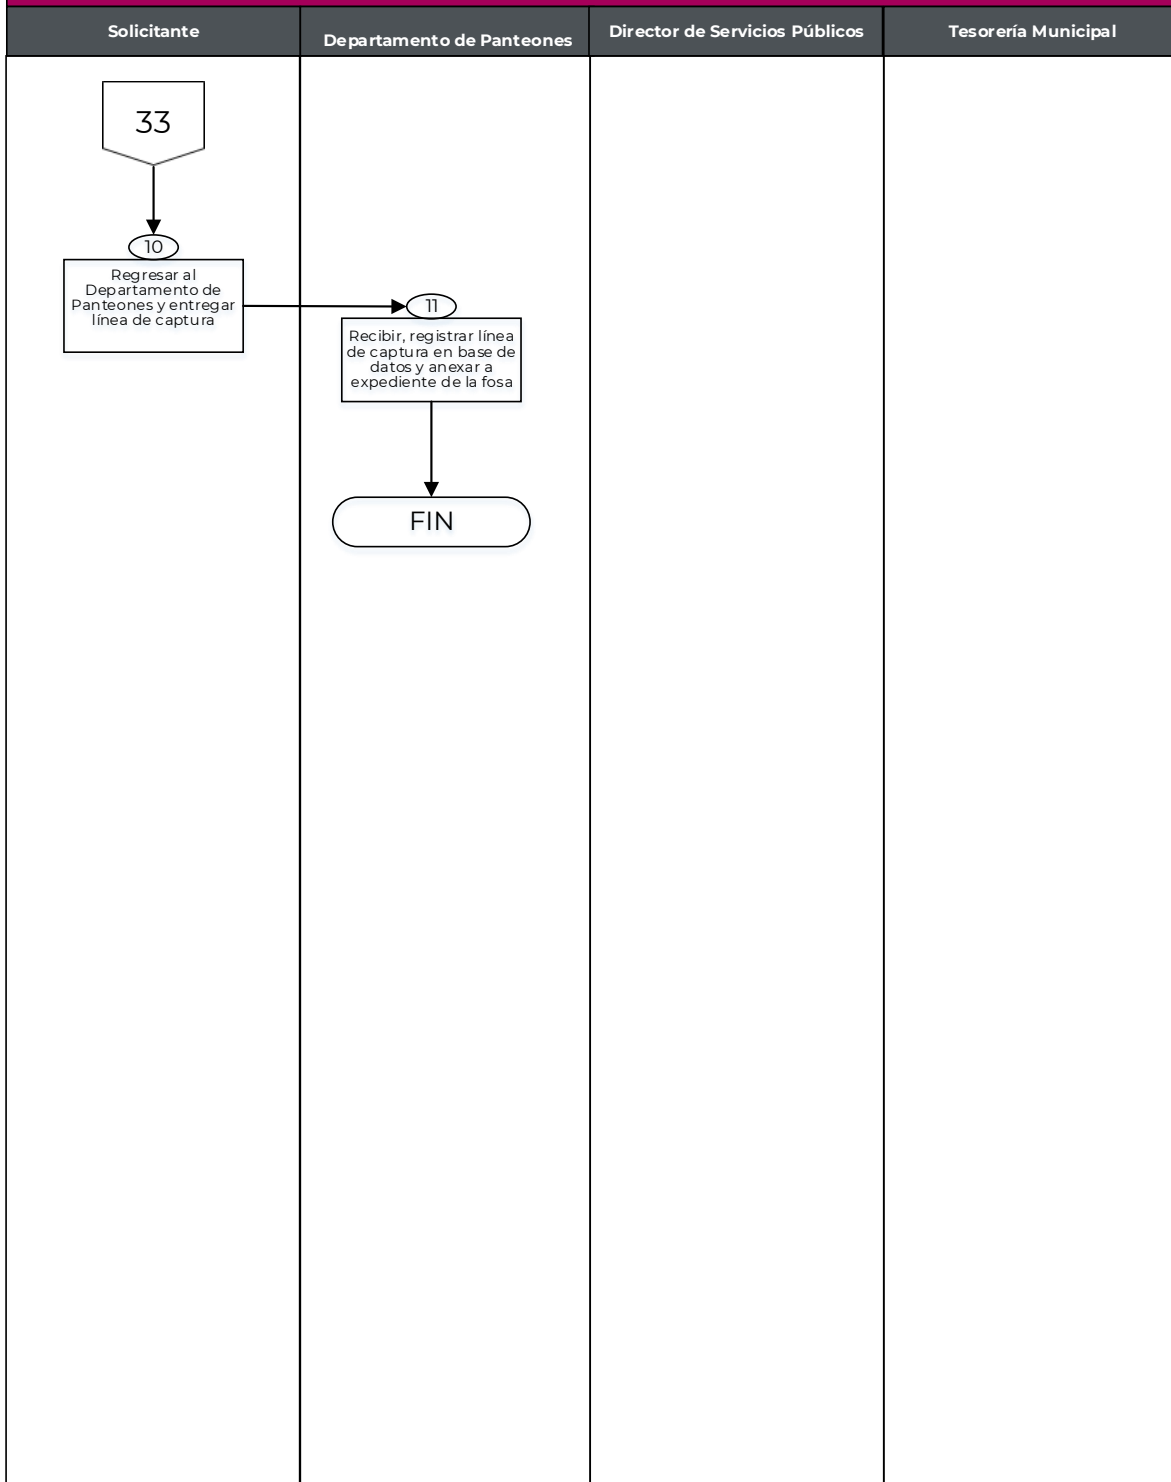 Solicitante
Departamento de Panteones
Director de Servicios Públicos
Tesorería Municipal
33
10
Regresar al
Departamento de
Panteones y entregar
línea de captura
11
Recibir, registrar línea
de captura en base de
datos y anexar a
expediente de la fosa
FIN